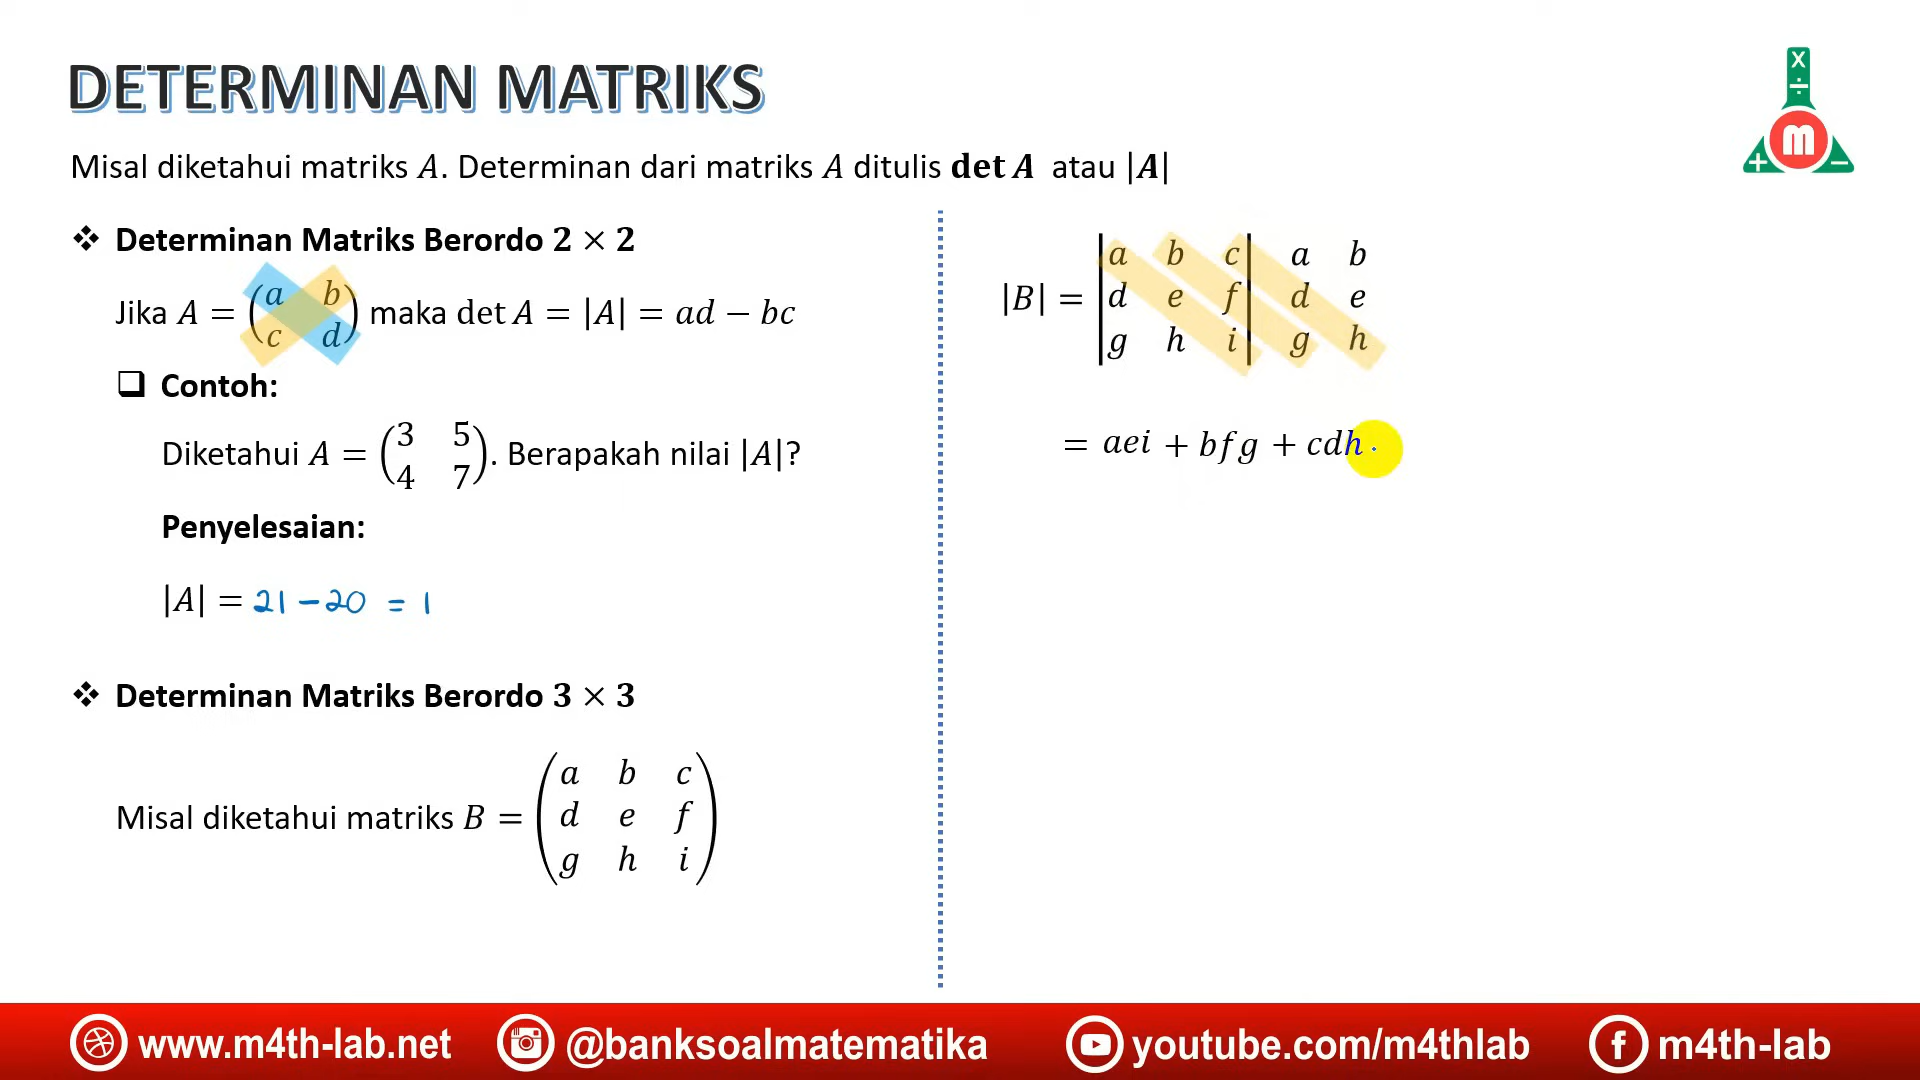 DETERMINAN MATRIKS
Misal diketahui matriks A. Determinan dari matriks A ditulis det A atau |A|
❖ Determinan Matriks Berordo 2 × 2
Jika A = (a b
c d) maka det A = |A| = ad − bc
❑ Contoh:
Diketahui A = (3 5
4 7). Berapakah nilai |A|?
Penyelesaian:
|A| = 21 − 20 = 1
❖ Determinan Matriks Berordo 3 × 3
Misal diketahui matriks B = (a b c
d e f
g h i)
|B| = |a b c| a b
d e f d e
g h i g h
= aei + bfg + cdh
X ÷
m
+ −
www.m4th-lab.net
@banksoalmatematika
youtube.com/m4thlab
f m4th-lab